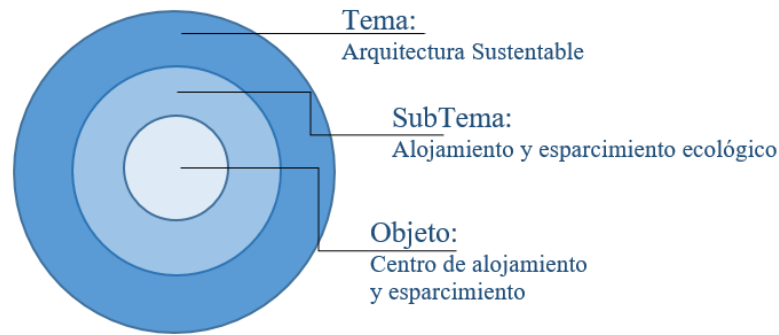 Tema:
Arquitectura Sustentable
SubTema:
Alojamiento y esparcimiento ecológico
Objeto:
Centro de alojamiento
y esparcimiento